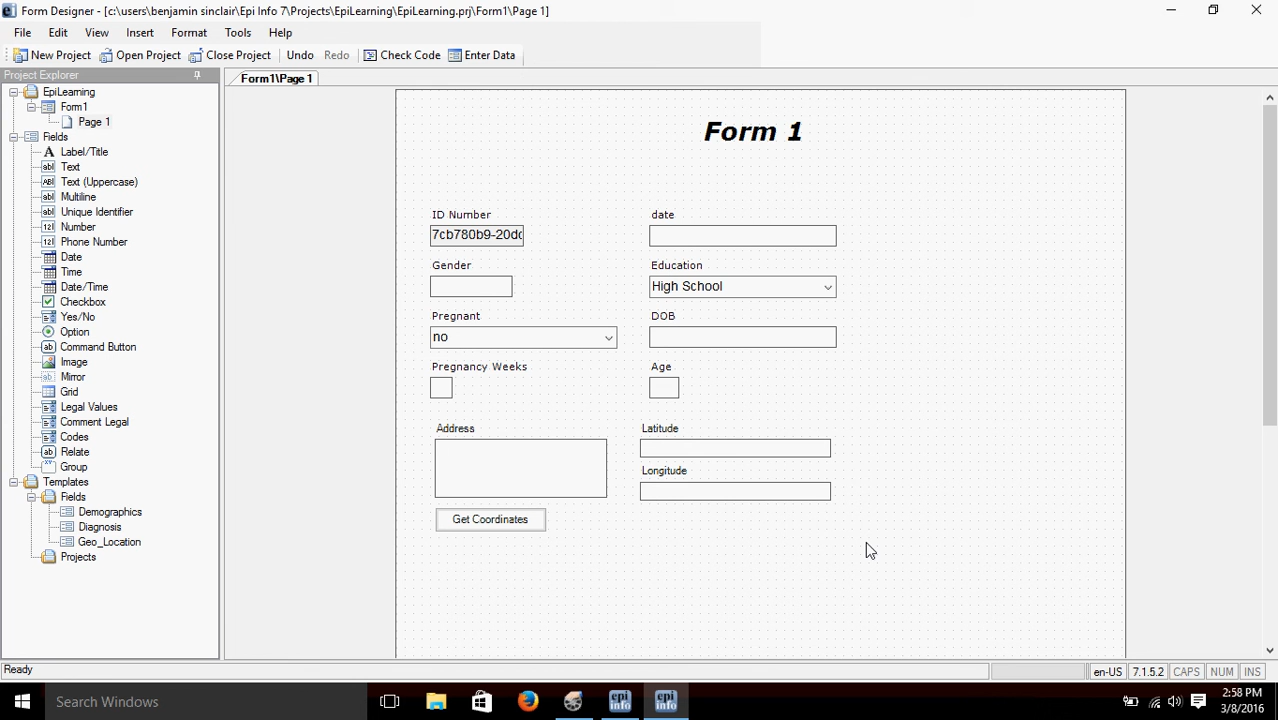 Form Designer - [c:\users\benjamin sinclair\Epi Info 7\Projects\EpiLearning\EpiLearning.prj\Form1\Page 1]
File Edit View Insert Format Tools Help
New Project Open Project Close Project Undo Redo Check Code Enter Data
Project Explorer
Form1\Page 1
EpiLearning
Form1
Page 1
Fields
Label/Title
Text
Text (Uppercase)
Multiline
Unique Identifier
Number
Phone Number
Date
Time
Date/Time
Checkbox
Yes/No
Option
Command Button
Image
Mirror
Grid
Legal Values
Comment Legal
Codes
Relate
Group
Templates
Fields
Demographics
Diagnosis
Geo_Location
Projects
Form 1
ID Number date
7cb780b9-20dc
Gender Education
High School
Pregnant DOB
no
Pregnancy Weeks Age
Address Latitude
Longitude
Get Coordinates
Ready en-US 7.1.5.2 CAPS NUM INS
Search Windows epi info epi info 2:58 PM
3/8/2016